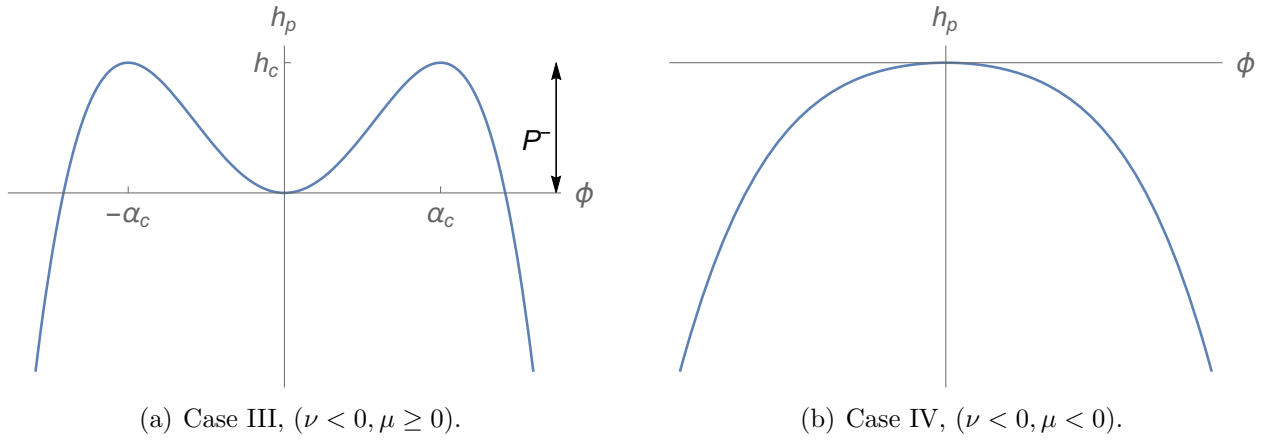 h_p
h_c
P^-
ϕ
-α_c
α_c
(a) Case III, (ν < 0, μ ≥ 0).
h_p
ϕ
(b) Case IV, (ν < 0, μ < 0).